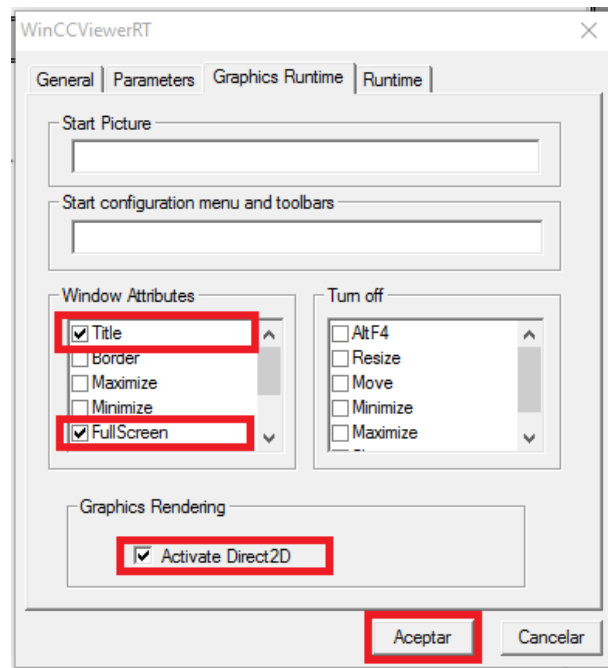 WinCCViewerRT
General Parameters Graphics Runtime Runtime
Start Picture
Start configuration menu and toolbars
Window Attributes
Title
Border
Maximize
Minimize
FullScreen
Turn off
AltF4
Resize
Move
Minimize
Maximize
Graphics Rendering
Activate Direct2D
Aceptar Cancelar